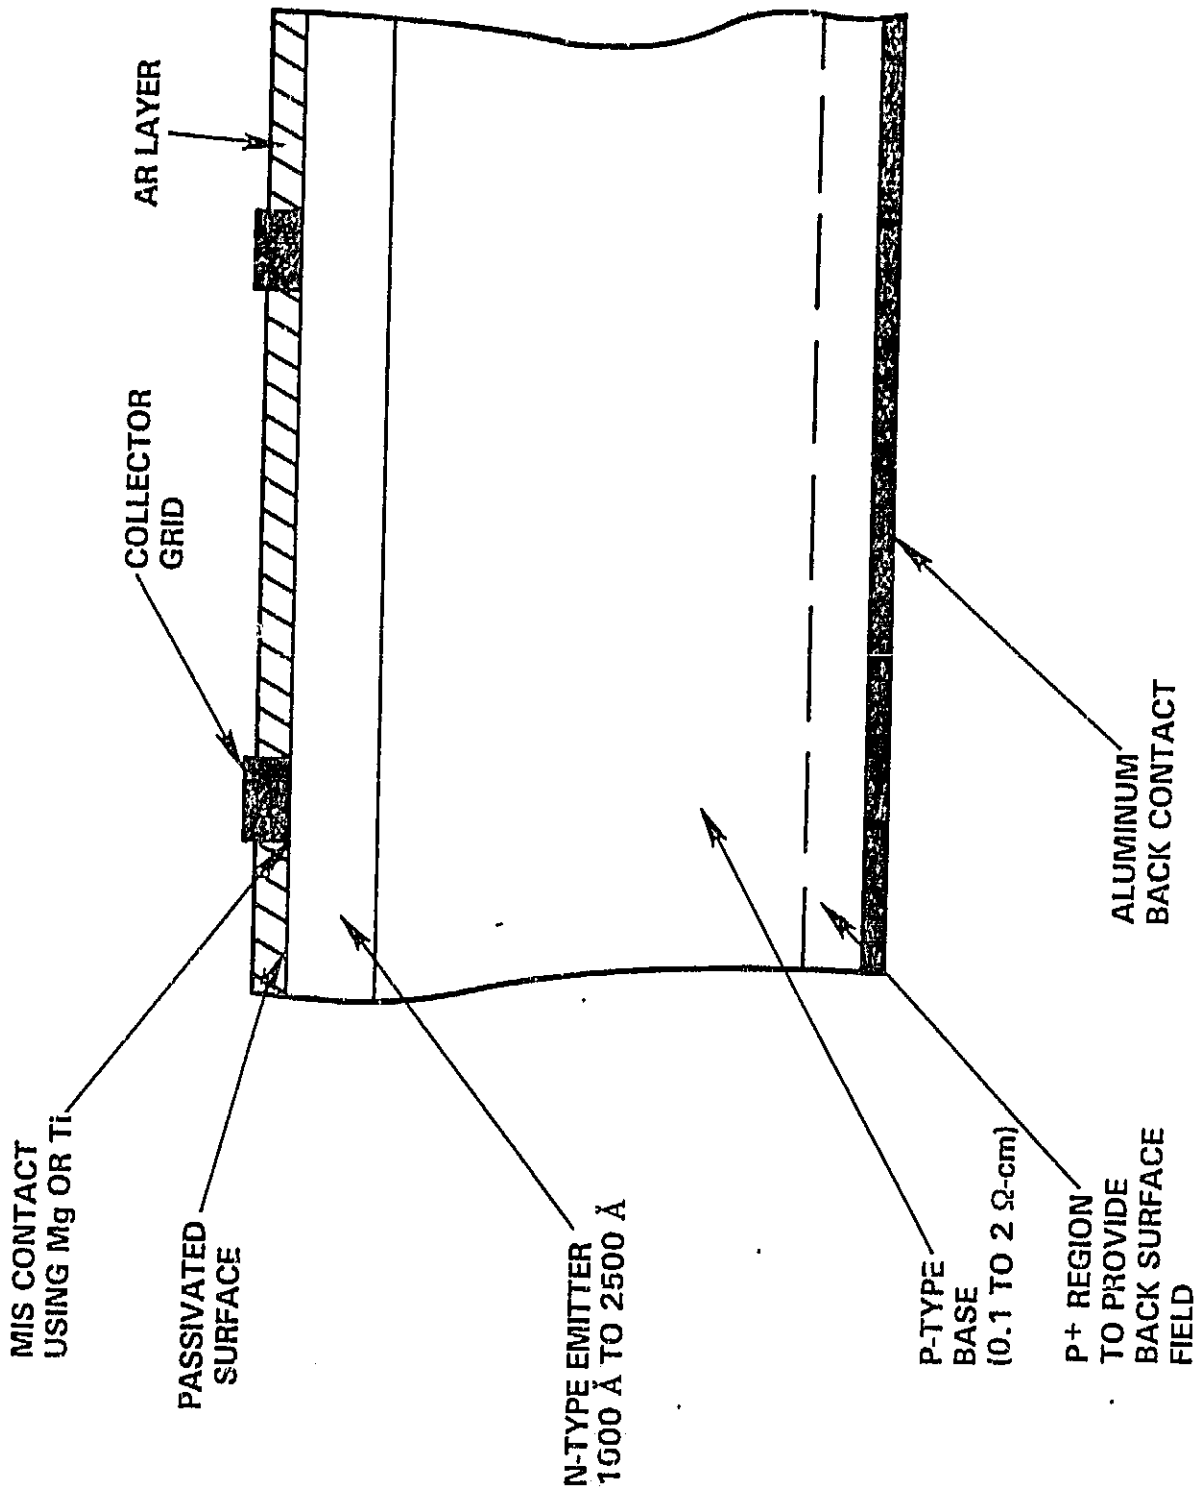 MIS CONTACT
USING Mg OR Ti
PASSIVATED
SURFACE
N-TYPE EMITTER
1000 Å TO 2500 Å
P-TYPE
BASE
(0.1 TO 2 Ω-cm)
P+ REGION
TO PROVIDE
BACK SURFACE
FIELD
COLLECTOR
GRID
AR LAYER
ALUMINUM
BACK CONTACT